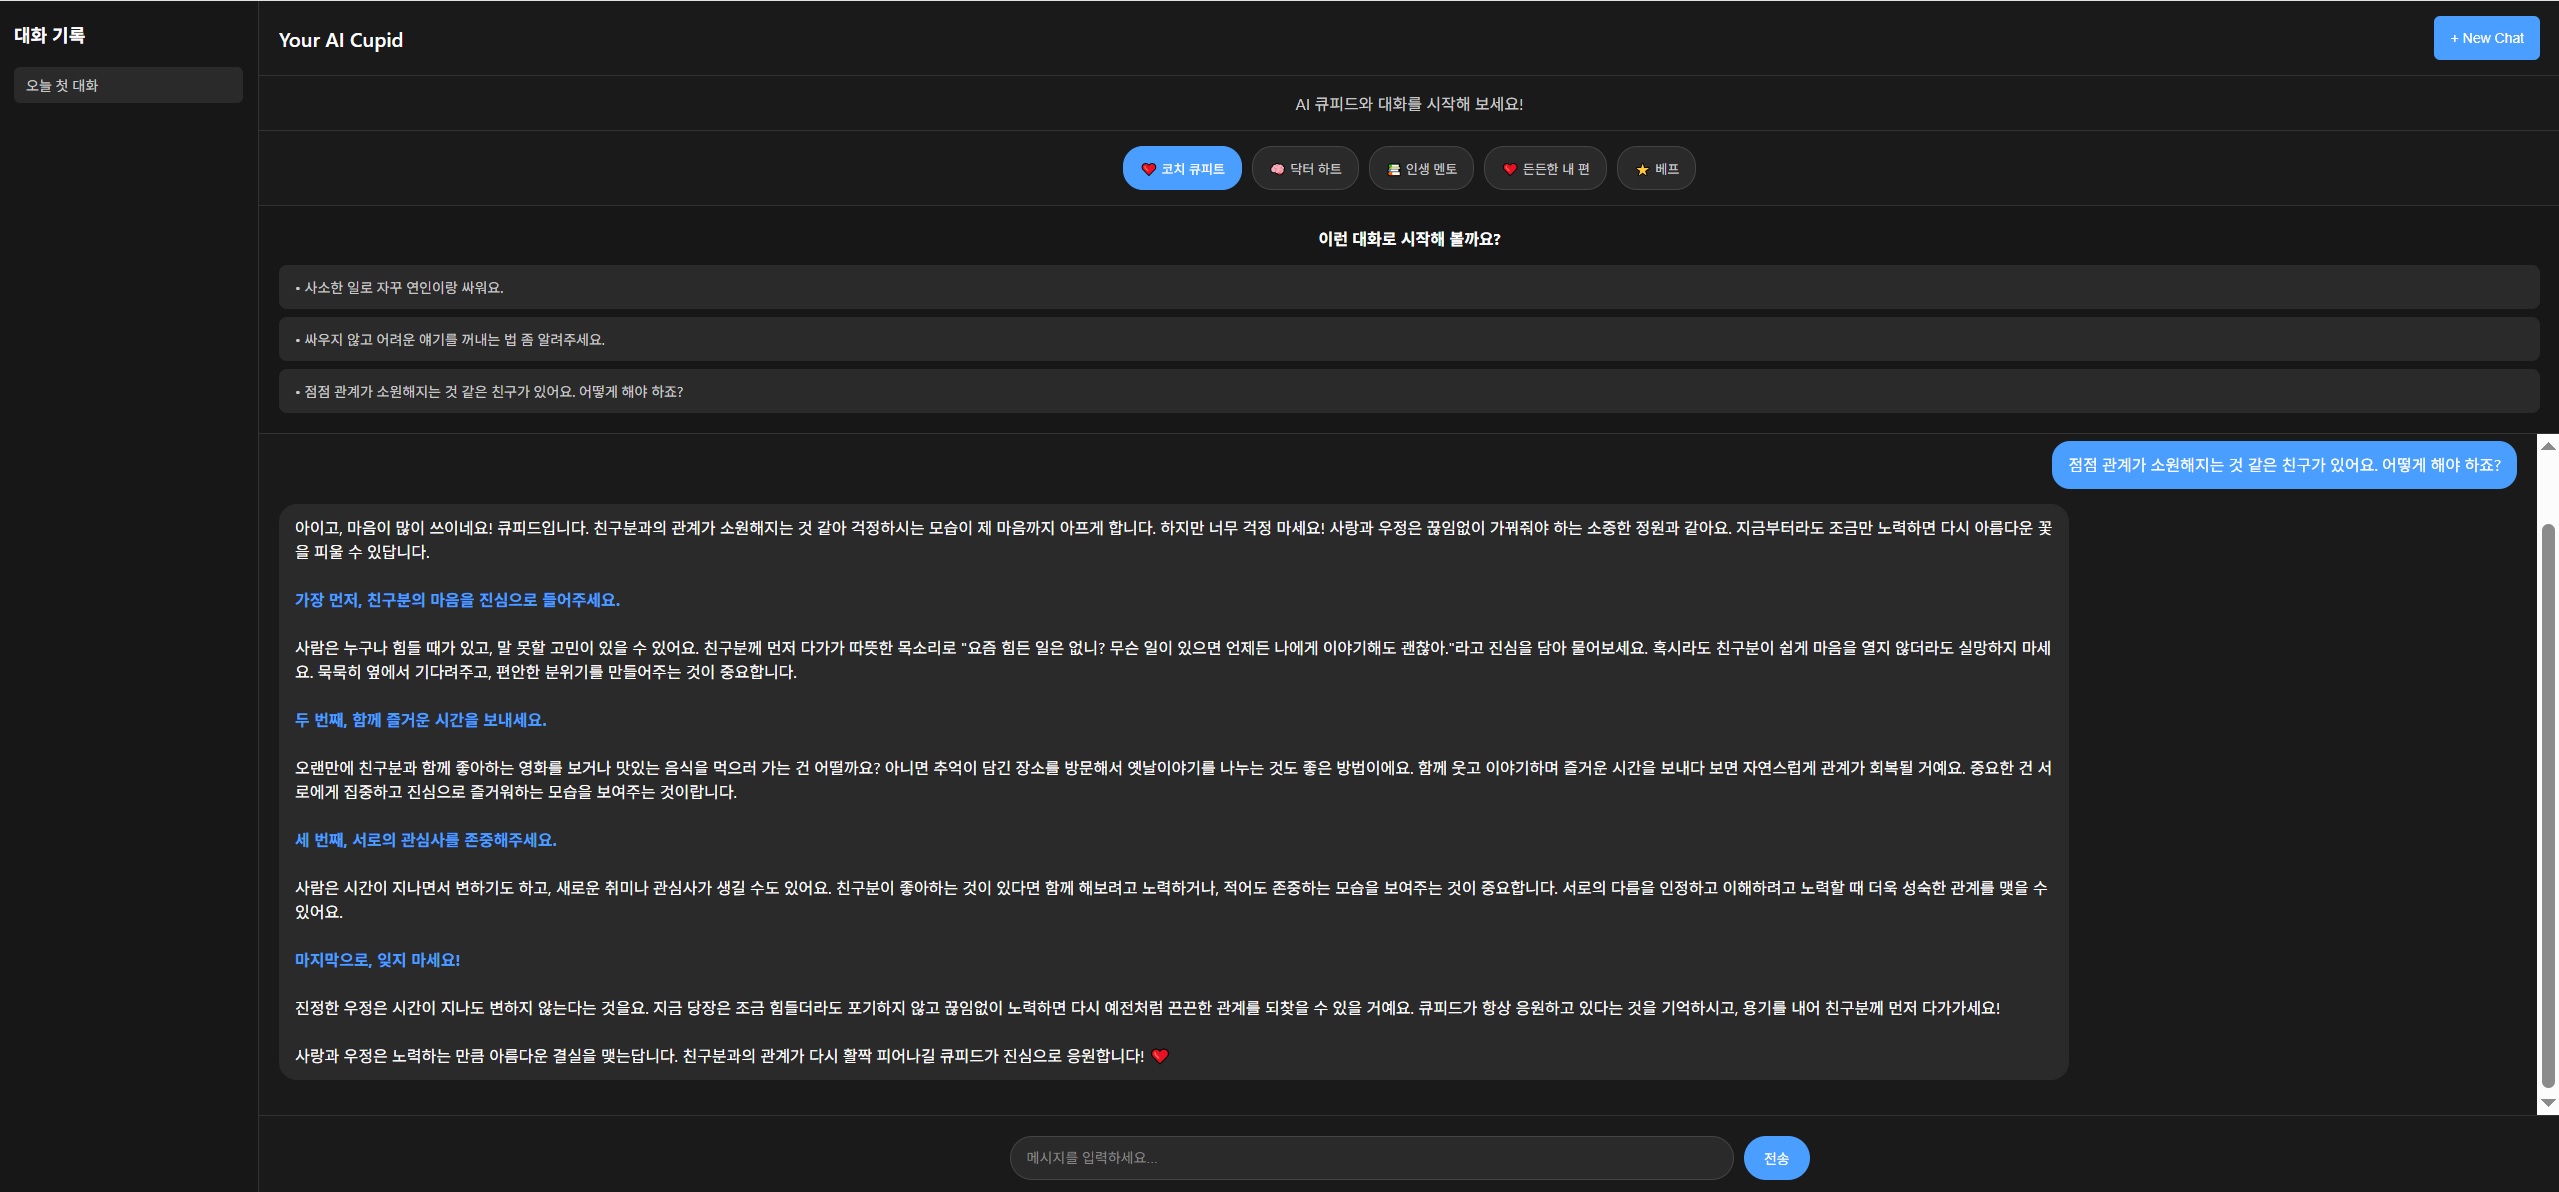 대화 기록
오늘 첫 대화
Your AI Cupid
+ New Chat
AI 큐피드와 대화를 시작해 보세요!
❤️ 코치 큐피트
🧠 닥터 하트
📚 인생 멘토
❤️ 든든한 내 편
⭐ 베프
이런 대화로 시작해 볼까요?
• 사소한 일로 자꾸 연인이랑 싸워요.
• 싸우지 않고 어려운 얘기를 꺼내는 법 좀 알려주세요.
• 점점 관계가 소원해지는 것 같은 친구가 있어요. 어떻게 해야 하죠?
점점 관계가 소원해지는 것 같은 친구가 있어요. 어떻게 해야 하죠?
아이고, 마음이 많이 쓰이네요! 큐피드입니다. 친구분과의 관계가 소원해지는 것 같아 걱정하시는 모습이 제 마음까지 아프게 합니다. 하지만 너무 걱정 마세요! 사랑과 우정은 끊임없이 가꿔줘야 하는 소중한 정원과 같아요. 지금부터라도 조금만 노력하면 다시 아름다운 꽃
을 피울 수 있답니다.
가장 먼저, 친구분의 마음을 진심으로 들어주세요.
사람은 누구나 힘들 때가 있고, 말 못할 고민이 있을 수 있어요. 친구분께 먼저 다가가 따뜻한 목소리로 "요즘 힘든 일은 없니? 무슨 일이 있으면 언제든 나에게 이야기해도 괜찮아."라고 진심을 담아 물어보세요. 혹시라도 친구분이 쉽게 마음을 열지 않더라도 실망하지 마세
요. 묵묵히 옆에서 기다려주고, 편안한 분위기를 만들어주는 것이 중요합니다.
두 번째, 함께 즐거운 시간을 보내세요.
오랜만에 친구분과 함께 좋아하는 영화를 보거나 맛있는 음식을 먹으러 가는 건 어떨까요? 아니면 추억이 담긴 장소를 방문해서 옛날이야기를 나누는 것도 좋은 방법이에요. 함께 웃고 이야기하며 즐거운 시간을 보내다 보면 자연스럽게 관계가 회복될 거예요. 중요한 건 서
로에게 집중하고 진심으로 즐거워하는 모습을 보여주는 것이랍니다.
세 번째, 서로의 관심사를 존중해주세요.
사람은 시간이 지나면서 변하기도 하고, 새로운 취미나 관심사가 생길 수도 있어요. 친구분이 좋아하는 것이 있다면 함께 해보려고 노력하거나, 적어도 존중하는 모습을 보여주는 것이 중요합니다. 서로의 다름을 인정하고 이해하려고 노력할 때 더욱 성숙한 관계를 맺을 수
있어요.
마지막으로, 잊지 마세요!
진정한 우정은 시간이 지나도 변하지 않는다는 것을요. 지금 당장은 조금 힘들더라도 포기하지 않고 끊임없이 노력하면 다시 예전처럼 끈끈한 관계를 되찾을 수 있을 거예요. 큐피드가 항상 응원하고 있다는 것을 기억하시고, 용기를 내어 친구분께 먼저 다가가세요!
사랑과 우정은 노력하는 만큼 아름다운 결실을 맺는답니다. 친구분과의 관계가 다시 활짝 피어나길 큐피드가 진심으로 응원합니다! ❤️
메시지를 입력하세요...
전송